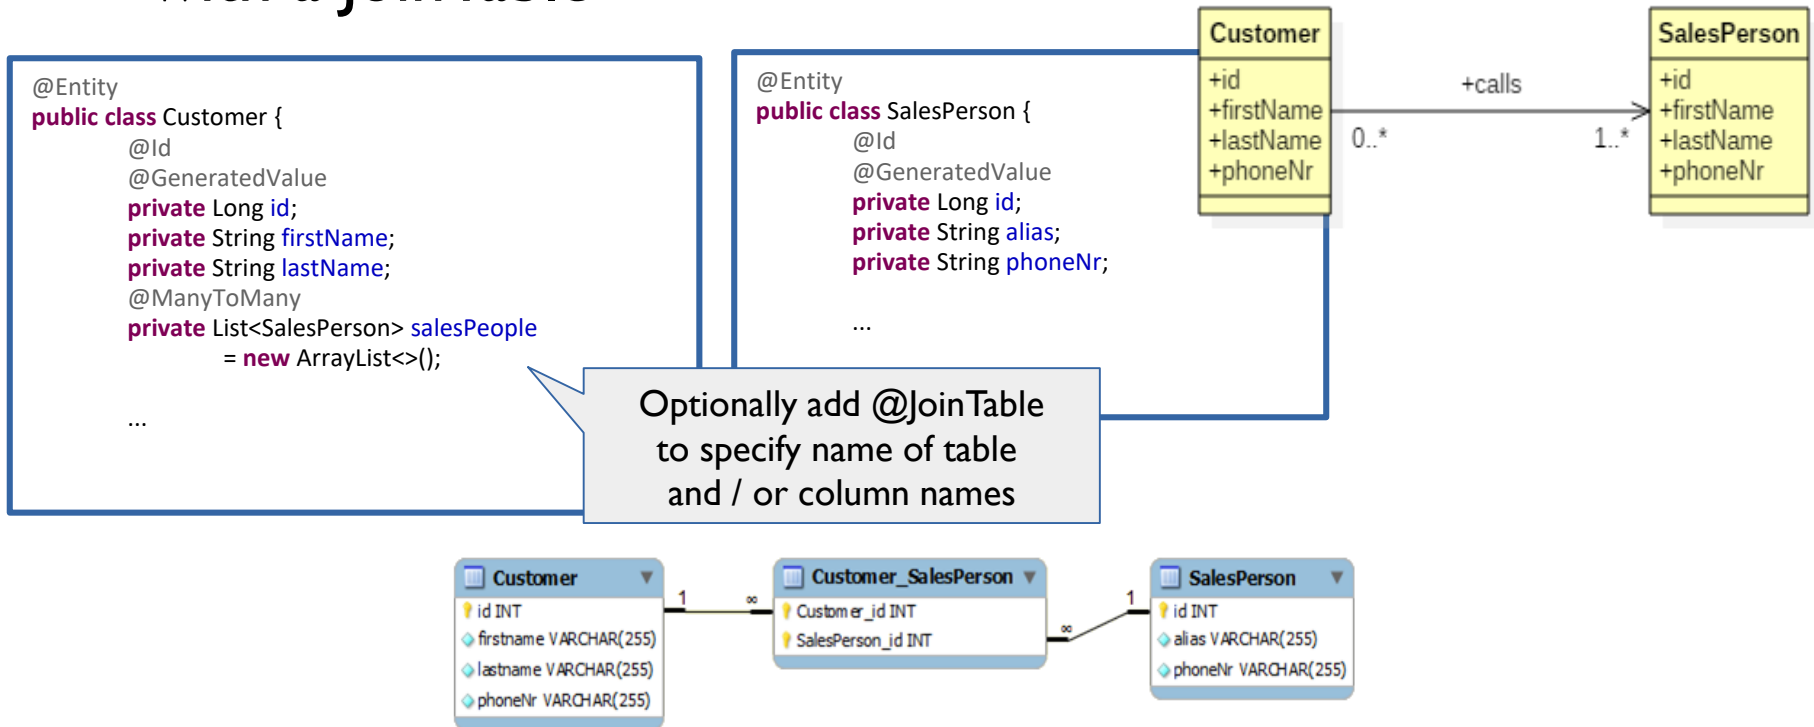 @Entity
public class Customer {
@Id
@GeneratedValue
private Long id;
private String firstName;
private String lastName;
@ManyToMany
private List<SalesPerson> salesPeople
= new ArrayList<>();
...
@Entity
public class SalesPerson {
@Id
@GeneratedValue
private Long id;
private String alias;
private String phoneNr;
...
Optionally add @JoinTable
to specify name of table
and / or column names
Customer
+id
+firstName
+lastName
+phoneNr
+calls
0..*
1..*
SalesPerson
+id
+firstName
+lastName
+phoneNr
Customer
id INT
firstname VARCHAR(255)
lastname VARCHAR(255)
phoneNr VARCHAR(255)
1
∞
Customer_SalesPerson
Customer_id INT
SalesPerson_id INT
∞
1
SalesPerson
id INT
alias VARCHAR(255)
phoneNr VARCHAR(255)